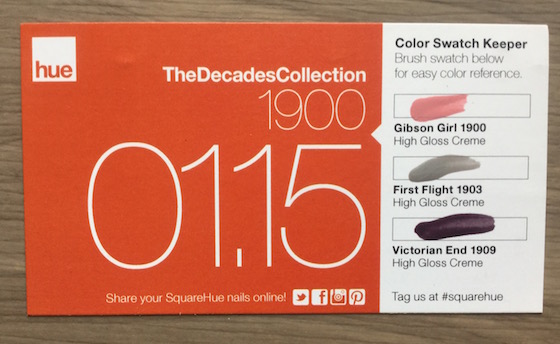 hue
TheDecadesCollection
1900
01.15
Share your SquareHue nails online!
Color Swatch Keeper
Brush swatch below
for easy color reference.
Gibson Girl 1900
High Gloss Creme
First Flight 1903
High Gloss Creme
Victorian End 1909
High Gloss Creme
Tag us at #squarehue